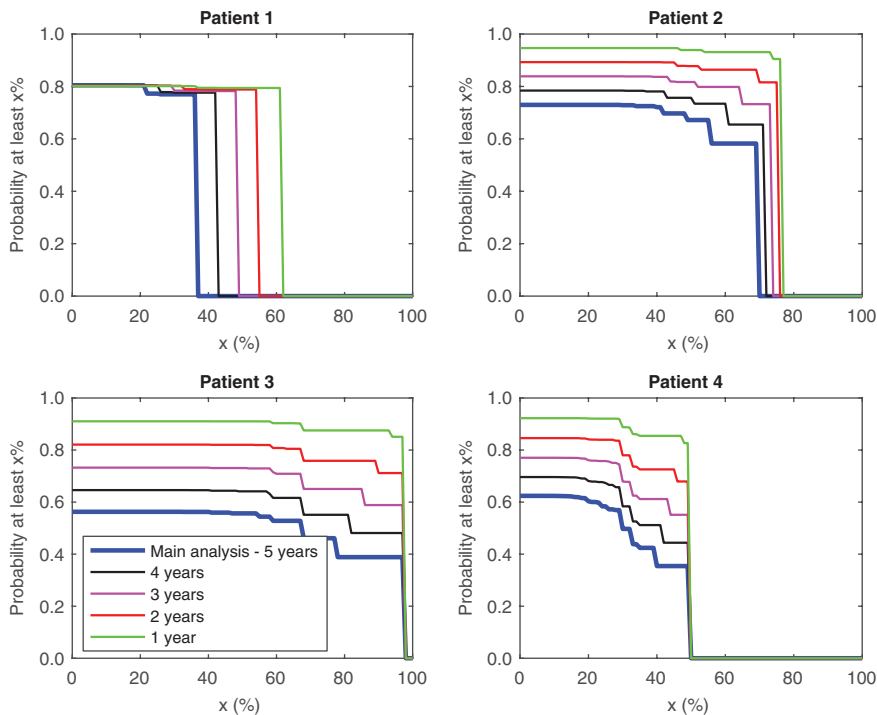 Patient 1
Probability at least x%
1.0
0.8
0.6
0.4
0.2
0.0
0 20 40 60 80 100
x (%)
Patient 2
Probability at least x%
1.0
0.8
0.6
0.4
0.2
0.0
0 20 40 60 80 100
x (%)
Patient 3
Probability at least x%
1.0
0.8
0.6
0.4
0.2
0.0
Main analysis - 5 years
4 years
3 years
2 years
1 year
0 20 40 60 80 100
x (%)
Patient 4
Probability at least x%
1.0
0.8
0.6
0.4
0.2
0.0
0 20 40 60 80 100
x (%)